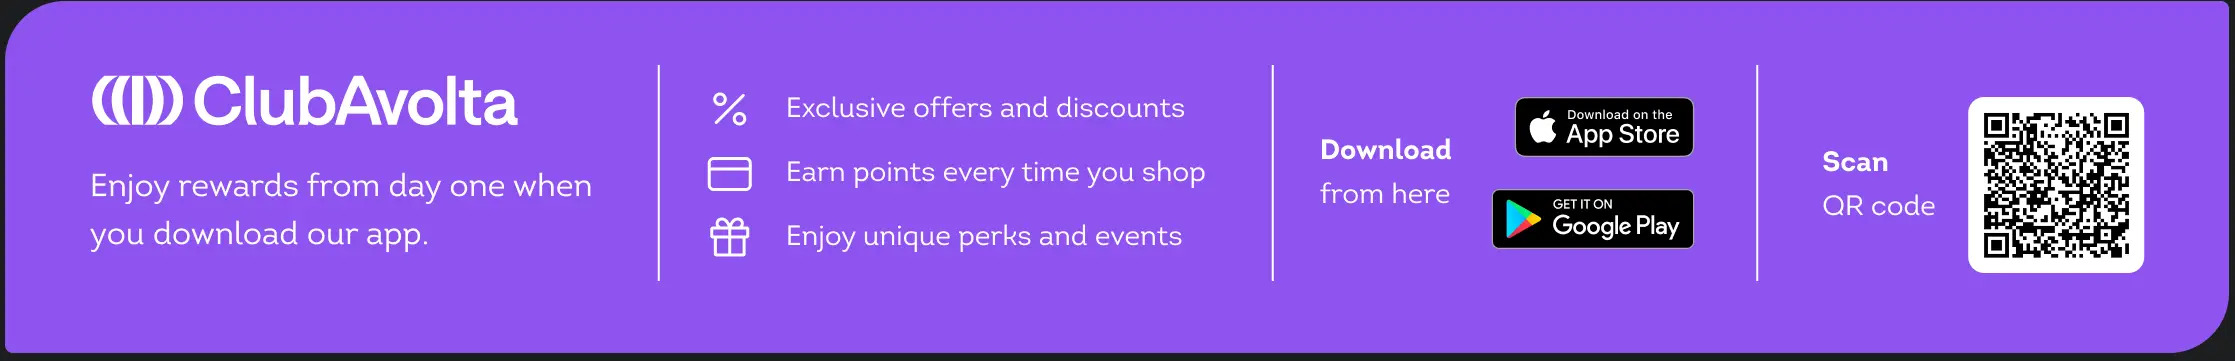 ClubAvolta
Enjoy rewards from day one when
you download our app.
Exclusive offers and discounts
Earn points every time you shop
Enjoy unique perks and events
Download
from here
Download on the
App Store
GET IT ON
Google Play
Scan
QR code